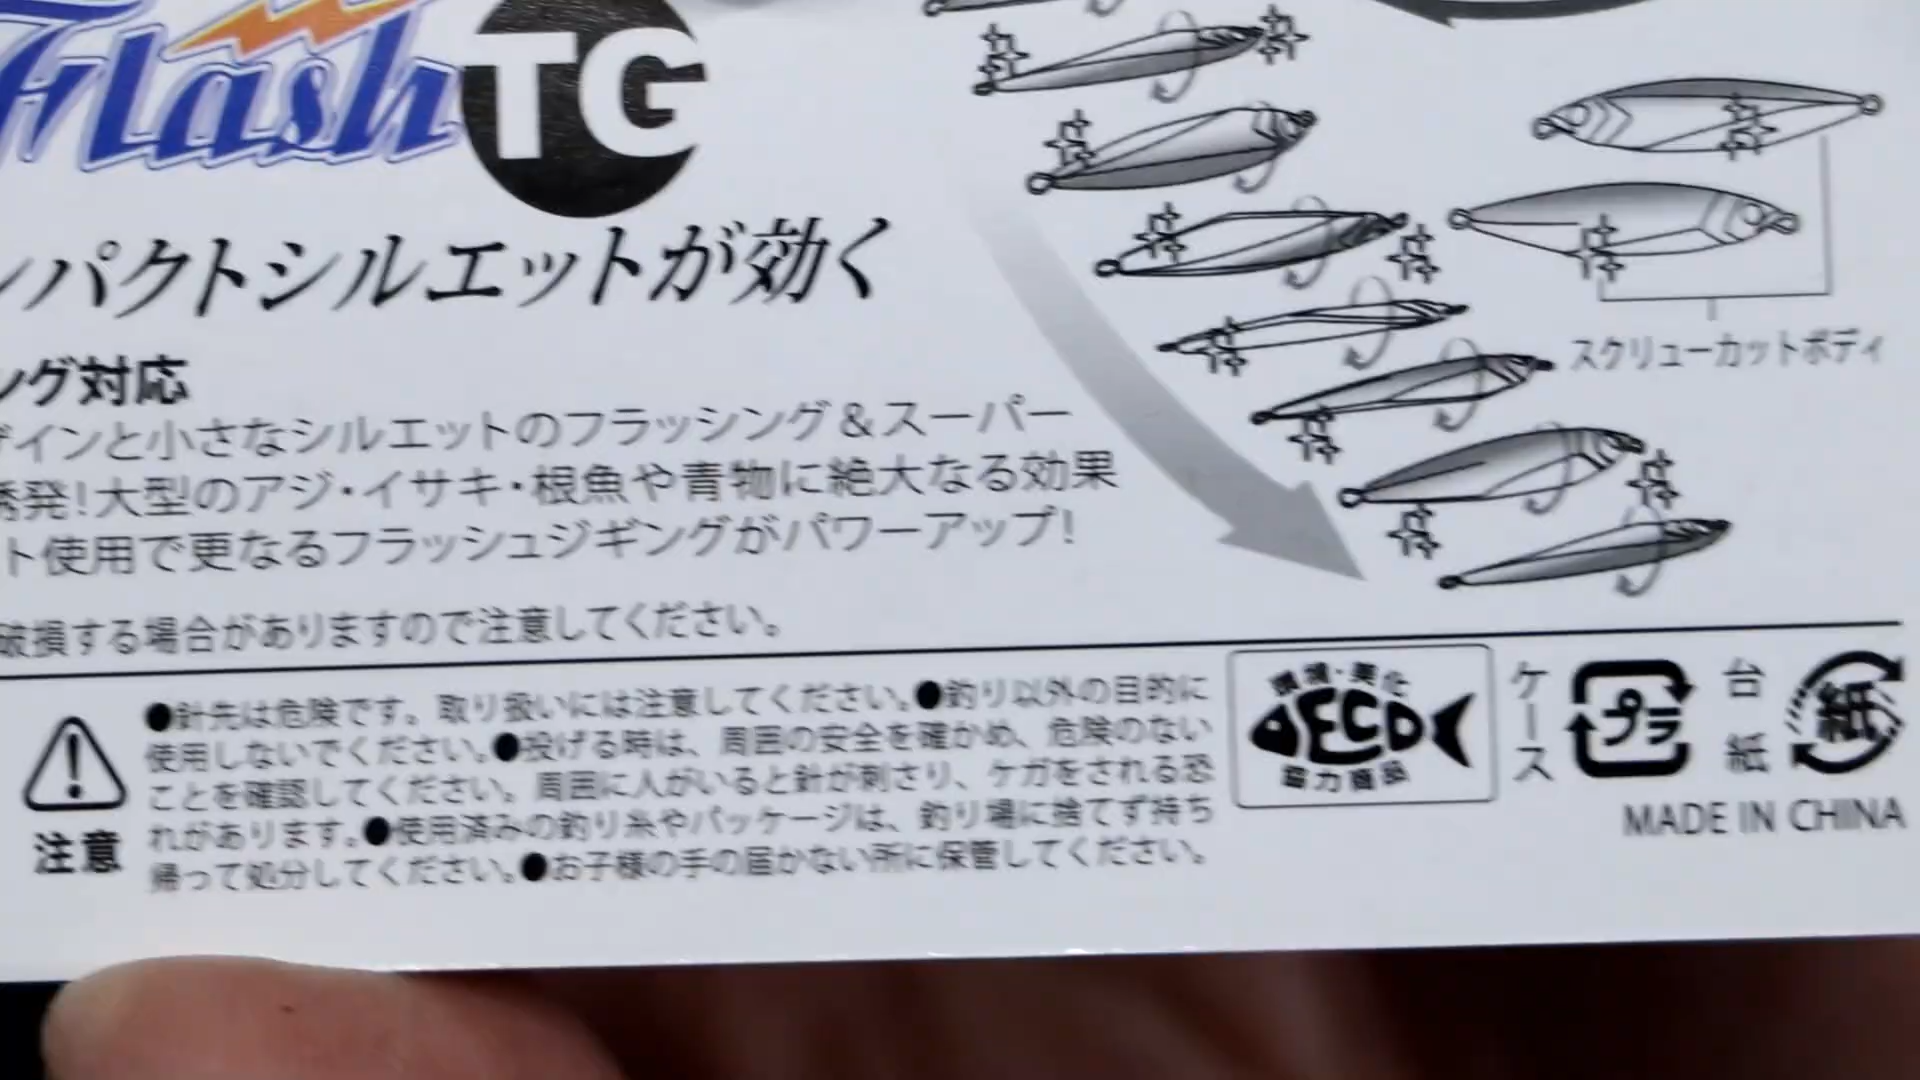 Flash TG
パクトシルエットが効く
スクリューカットボディ
ング対応
ザインと小さなシルエットのフラッシング＆スーパー
誘発！大型のアジ・イサキ・根魚や青物に絶大なる効果
ト使用で更なるフラッシュジギングがパワーアップ！
破損する場合がありますので注意してください。
注意
●針先は危険です。取り扱いには注意してください。●釣り以外の目的に
使用しないでください。●投げる時は、周囲の安全を確かめ、危険のない
ことを確認してください。周囲に人がいると針が刺さり、ケガをされる恐
れがあります。●使用済みの釣り糸やパッケージは、釣り場に捨てず持ち
帰って処分してください。●お子様の手の届かない所に保管してください。
環境・美化
ECO
協力商品
ケース
プラ
台紙
紙
MADE IN CHINA